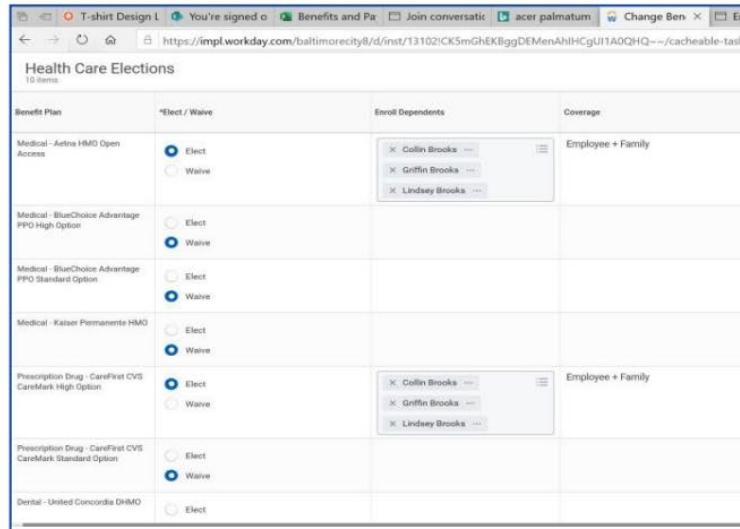 T-shirt Design L
You're signed o
Benefits and Pa
Join conversatic
acer palmatum
Change Ben
https://impl.workday.com/baltimorecity8/d/inst/13102!CK5mGhEKBggDEMenAhIHCgUI1A0QHQ~~/cacheable-tas
Health Care Elections
10 items
Benefit Plan *Elect / Waive Enroll Dependents Coverage
Medical - Aetna HMO Open
Access
Elect
Waive
× Collin Brooks ···
× Griffin Brooks ···
× Lindsey Brooks ···
Employee + Family
Medical - BlueChoice Advantage
PPO High Option
Elect
Waive
Medical - BlueChoice Advantage
PPO Standard Option
Elect
Waive
Medical - Kaiser Permanente HMO
Elect
Waive
Prescription Drug - CareFirst CVS
CareMark High Option
Elect
Waive
× Collin Brooks ···
× Griffin Brooks ···
× Lindsey Brooks ···
Employee + Family
Prescription Drug - CareFirst CVS
CareMark Standard Option
Elect
Waive
Dental - United Concordia DHMO
Elect